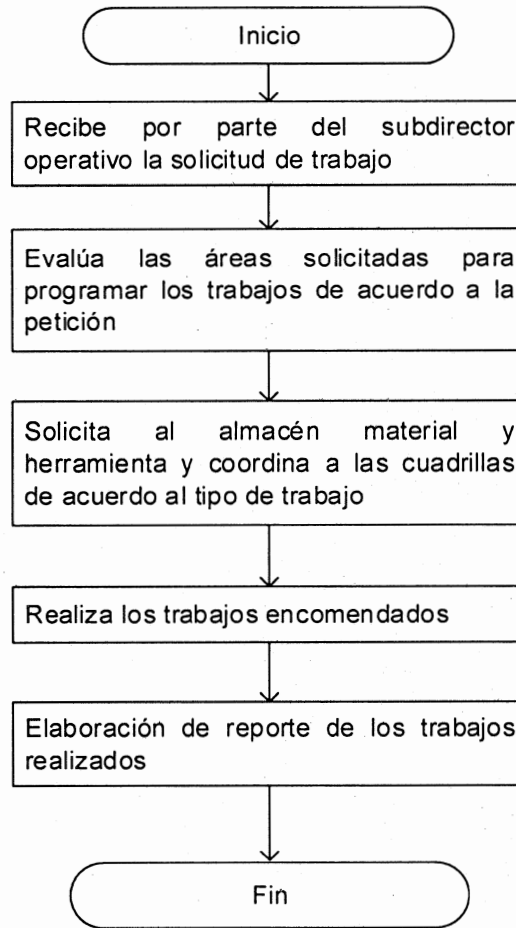 Inicio
Recibe por parte del subdirector
operativo la solicitud de trabajo
Evalúa las áreas solicitadas para
programar los trabajos de acuerdo a la
petición
Solicita al almacén material y
herramienta y coordina a las cuadrillas
de acuerdo al tipo de trabajo
Realiza los trabajos encomendados
Elaboración de reporte de los trabajos
realizados
Fin